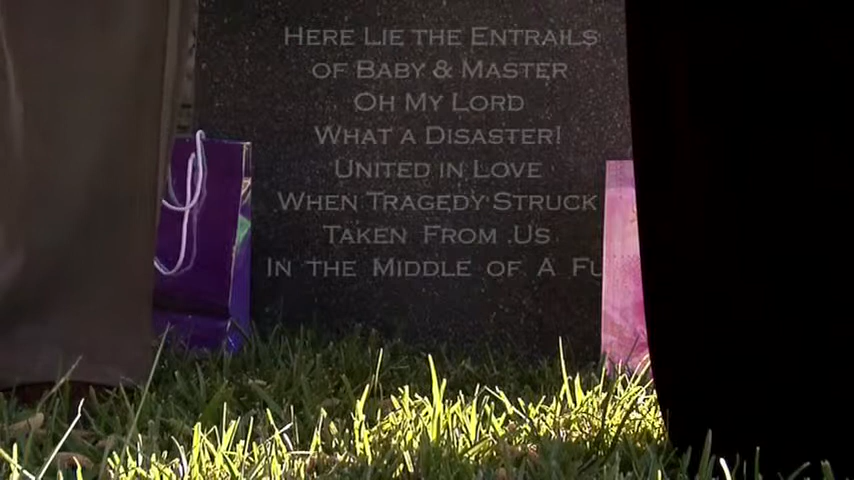 Here Lie the Entrails
of Baby & Master
Oh My Lord
What a Disaster!
United in Love
When Tragedy Struck
Taken From Us
In the Middle of a Fu